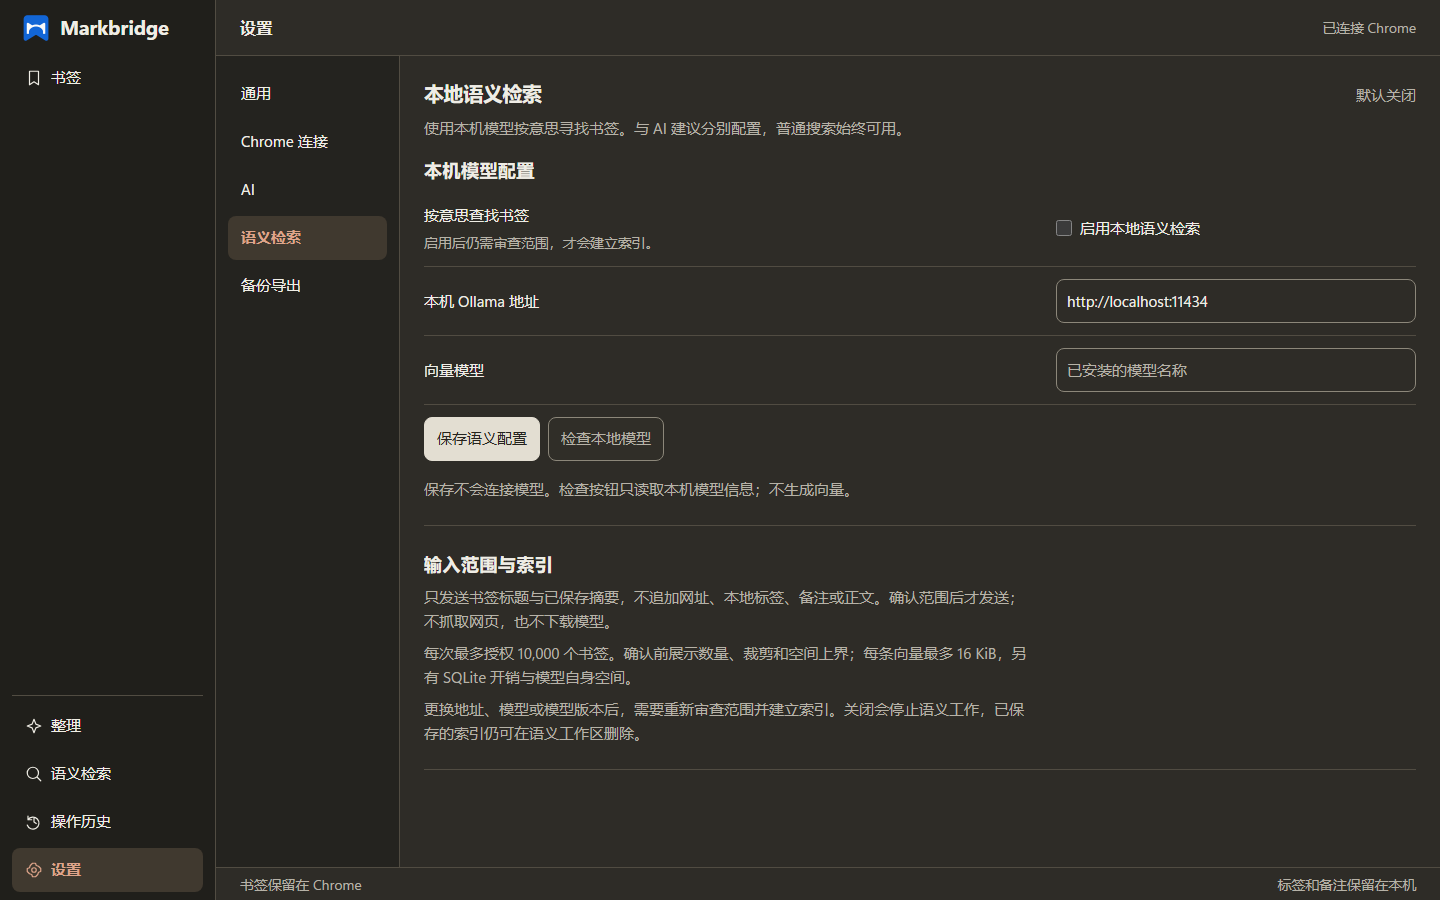 Markbridge
设置
已连接 Chrome
书签
通用
Chrome 连接
AI
语义检索
备份导出
本地语义检索
默认关闭
使用本机模型按意思寻找书签。与 AI 建议分别配置，普通搜索始终可用。
本机模型配置
按意思查找书签
启用后仍需审查范围，才会建立索引。
启用本地语义检索
本机 Ollama 地址
http://localhost:11434
向量模型
已安装的模型名称
保存语义配置
检查本地模型
保存不会连接模型。检查按钮只读取本机模型信息；不生成向量。
输入范围与索引
只发送书签标题与已保存摘要，不追加网址、本地标签、备注或正文。确认范围后才发送；
不抓取网页，也不下载模型。
每次最多授权 10,000 个书签。确认前展示数量、裁剪和空间上界；每条向量最多 16 KiB，另
有 SQLite 开销与模型自身空间。
更换地址、模型或模型版本后，需要重新审查范围并建立索引。关闭会停止语义工作，已保
存的索引仍可在语义工作区删除。
整理
语义检索
操作历史
设置
书签保留在 Chrome
标签和备注保留在本机